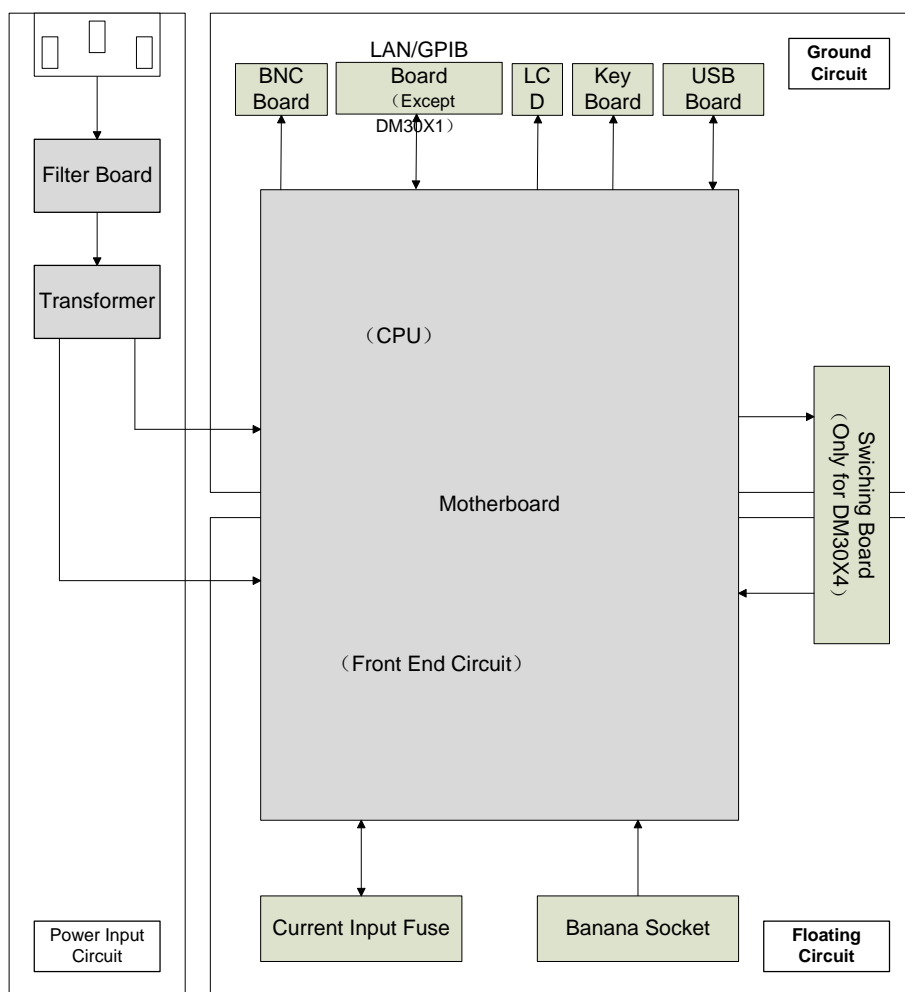 LAN/GPIB
Board
（Except
DM30X1）
BNC
Board
LC
D
Key
Board
USB
Board
Ground
Circuit
Filter Board
Transformer
（CPU）
Motherboard
（Front End Circuit）
Swiching Board
（Only for DM30X4）
Current Input Fuse
Banana Socket
Power Input
Circuit
Floating
Circuit